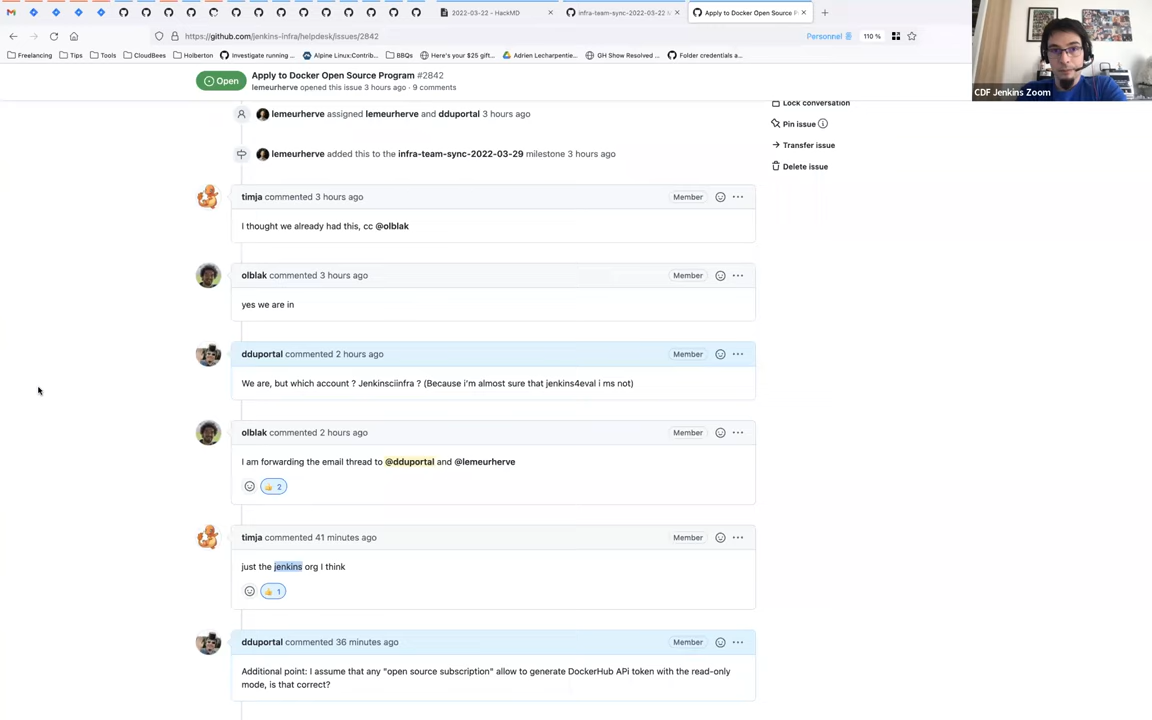 2022-03-22 - HackMD
infra-team-sync-2022-03-22 M
Apply to Docker Open Source P
https://github.com/jenkins-infra/helpdesk/issues/2842
Personnel
110 %
Freelancing
Tips
Tools
CloudBees
Holberton
Investigate running ...
Alpine Linux:Contrib...
BBQs
Here's your $25 gift...
Adrien Lecharpentie...
GH Show Resolved ...
Folder credentials a...
CDF Jenkins Zoom
Open
Apply to Docker Open Source Program #2842
lemeurherve opened this issue 3 hours ago · 9 comments
Lock conversation
Pin issue
Transfer issue
Delete issue
lemeurherve assigned lemeurherve and dduportal 3 hours ago
lemeurherve added this to the infra-team-sync-2022-03-29 milestone 3 hours ago
timja commented 3 hours ago
Member
I thought we already had this, cc @olblak
olblak commented 3 hours ago
Member
yes we are in
dduportal commented 2 hours ago
Member
We are, but which account ? Jenkinsciinfra ? (Because i'm almost sure that jenkins4eval i ms not)
olblak commented 2 hours ago
Member
I am forwarding the email thread to @dduportal and @lemeurherve
2
timja commented 41 minutes ago
Member
just the jenkins org I think
1
dduportal commented 36 minutes ago
Member
Additional point: I assume that any "open source subscription" allow to generate DockerHub APi token with the read-only
mode, is that correct?